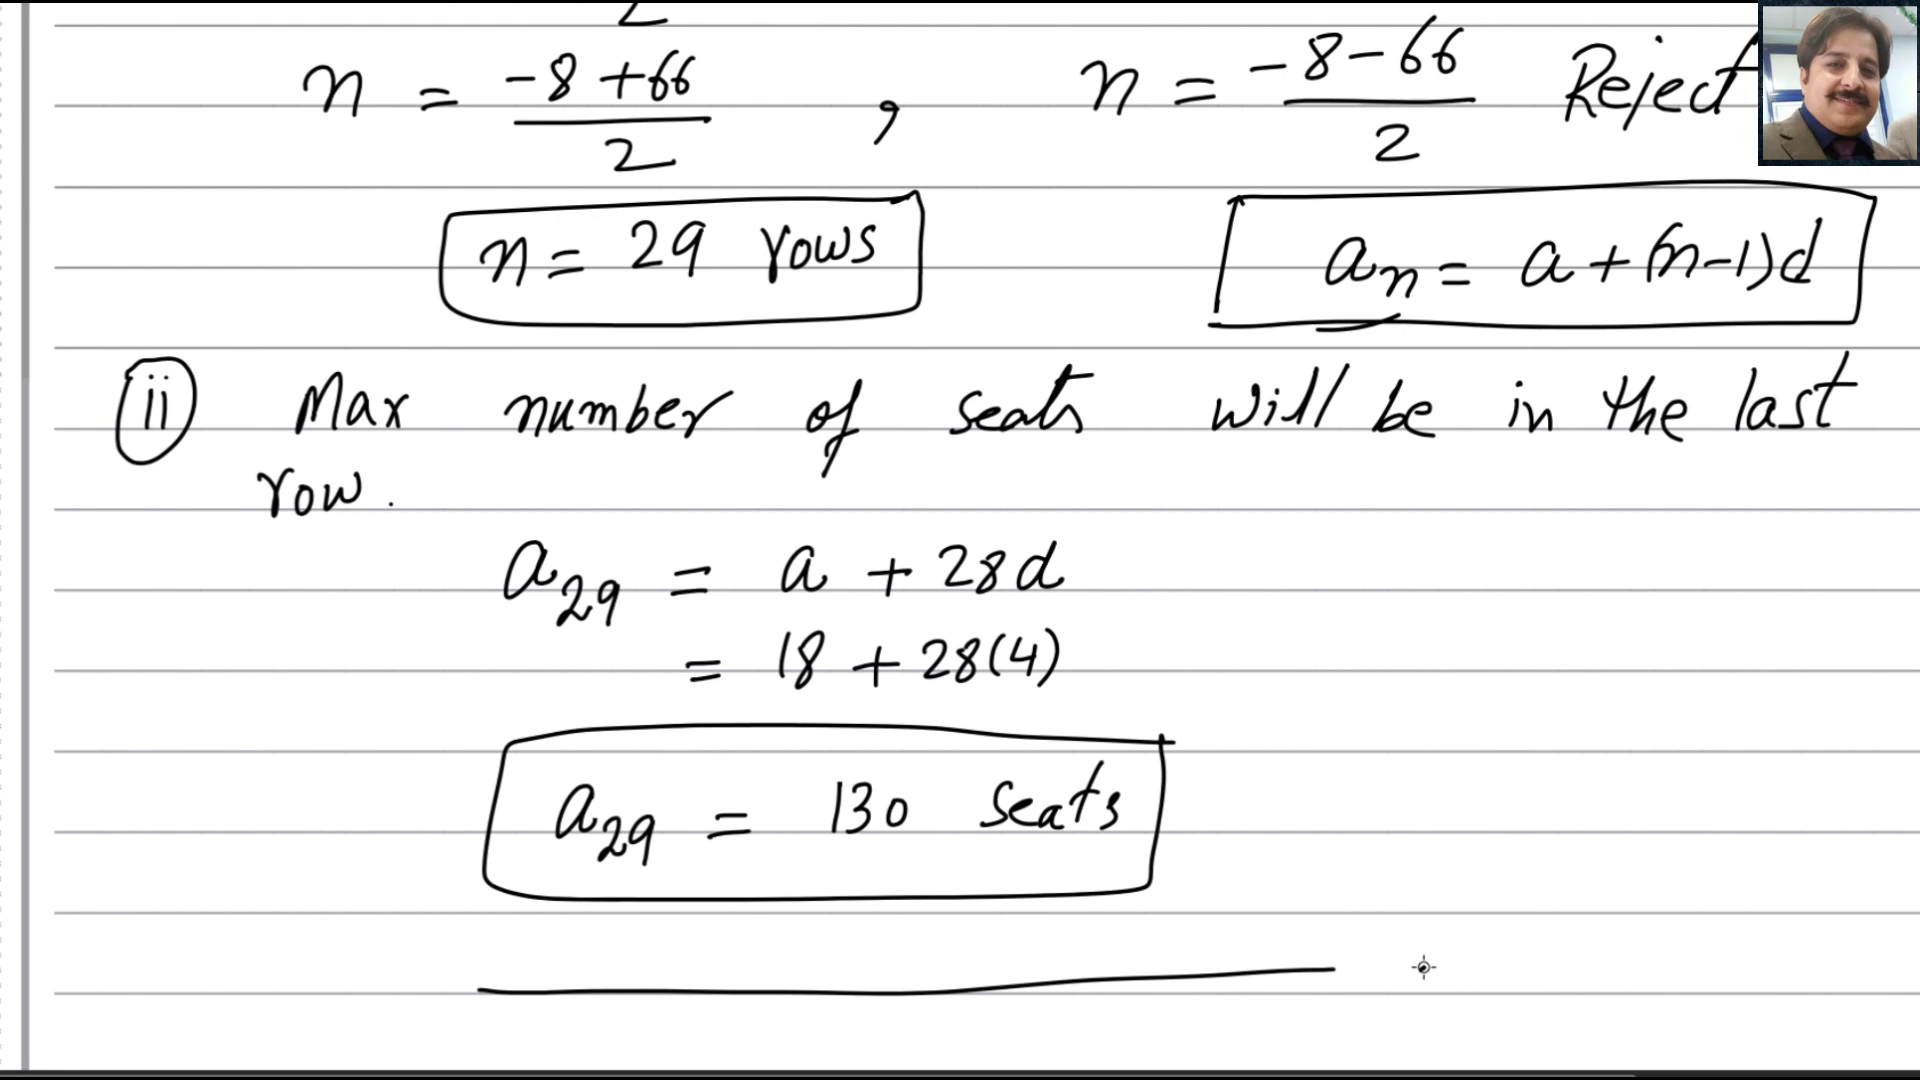 2
n = -8 + 66 / 2 , n = -8 - 66 / 2 Reject
n = 29 rows
aₙ = a + (n-1)d
ii Max number of seats will be in the last
row.
a₂₉ = a + 28d
= 18 + 28(4)
a₂₉ = 130 seats